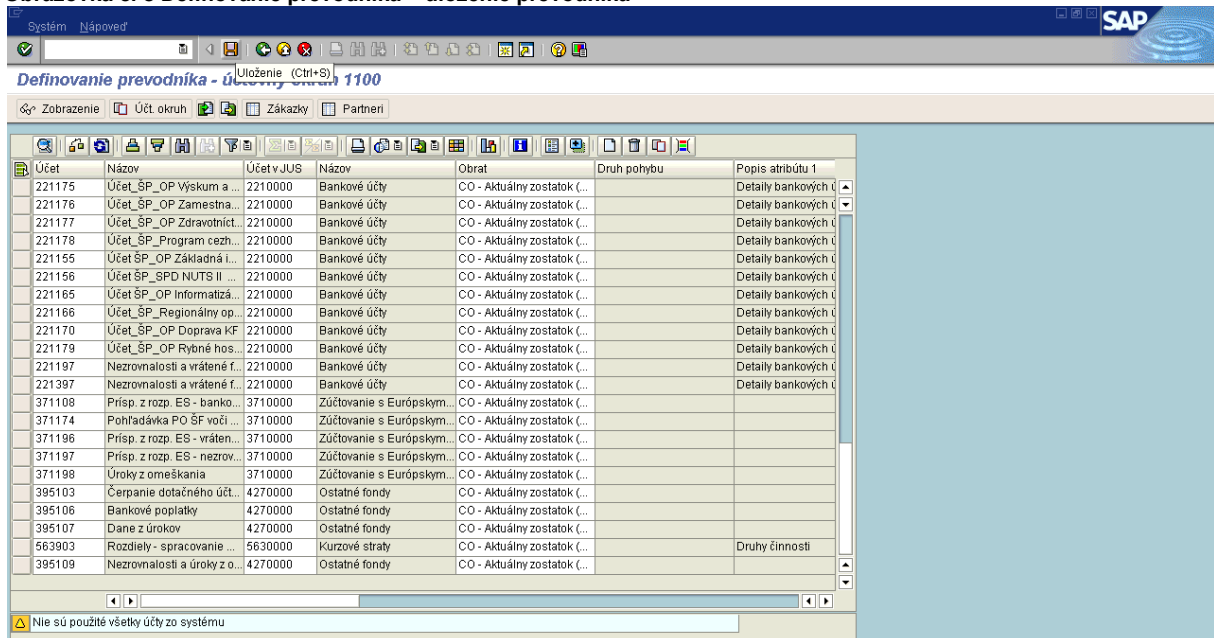 Systém Nápoveď
SAP
Uloženie (Ctrl+S)
Definovanie prevodníka - 1100
Zobrazenie Účt. okruh Zákazky Partneri
Účet Názov Účet v JUS Názov Obrat Druh pohybu Popis atribútu 1
221175 Účet_ŠP_OP Výskum a ... 2210000 Bankové účty CO - Aktuálny zostatok (... Detaily bankových ú
221176 Účet_ŠP_OP Zamestna... 2210000 Bankové účty CO - Aktuálny zostatok (... Detaily bankových ú
221177 Účet_ŠP_OP Zdravotníct... 2210000 Bankové účty CO - Aktuálny zostatok (... Detaily bankových ú
221178 Účet_ŠP_Program cezh... 2210000 Bankové účty CO - Aktuálny zostatok (... Detaily bankových ú
221155 Účet ŠP_OP Základná i... 2210000 Bankové účty CO - Aktuálny zostatok (... Detaily bankových ú
221156 Účet ŠP_SPD NUTS II ... 2210000 Bankové účty CO - Aktuálny zostatok (... Detaily bankových ú
221165 Účet ŠP_OP Informatizá... 2210000 Bankové účty CO - Aktuálny zostatok (... Detaily bankových ú
221166 Účet_ŠP_Regionálny op... 2210000 Bankové účty CO - Aktuálny zostatok (... Detaily bankových ú
221170 Účet_ŠP_OP Doprava KF 2210000 Bankové účty CO - Aktuálny zostatok (... Detaily bankových ú
221179 Účet_ŠP_OP Rybné hos... 2210000 Bankové účty CO - Aktuálny zostatok (... Detaily bankových ú
221197 Nezrovnalosti a vrátené f... 2210000 Bankové účty CO - Aktuálny zostatok (... Detaily bankových ú
221397 Nezrovnalosti a vrátené f... 2210000 Bankové účty CO - Aktuálny zostatok (... Detaily bankových ú
371108 Prísp. z rozp. ES - banko... 3710000 Zúčtovanie s Európskym... CO - Aktuálny zostatok (...
371174 Pohľadávka PO ŠF voči ... 3710000 Zúčtovanie s Európskym... CO - Aktuálny zostatok (...
371196 Prísp. z rozp. ES - vráten... 3710000 Zúčtovanie s Európskym... CO - Aktuálny zostatok (...
371197 Prísp. z rozp. ES - nezrov... 3710000 Zúčtovanie s Európskym... CO - Aktuálny zostatok (...
371198 Úroky z omeškania 3710000 Zúčtovanie s Európskym... CO - Aktuálny zostatok (...
395103 Čerpanie dotačného účt... 4270000 Ostatné fondy CO - Aktuálny zostatok (...
395106 Bankové poplatky 4270000 Ostatné fondy CO - Aktuálny zostatok (...
395107 Dane z úrokov 4270000 Ostatné fondy CO - Aktuálny zostatok (...
563903 Rozdiely - spracovanie ... 5630000 Kurzové straty CO - Aktuálny zostatok (... Druhy činnosti
395109 Nezrovnalosti a úroky z o... 4270000 Ostatné fondy CO - Aktuálny zostatok (...
Nie sú použité všetky účty zo systému